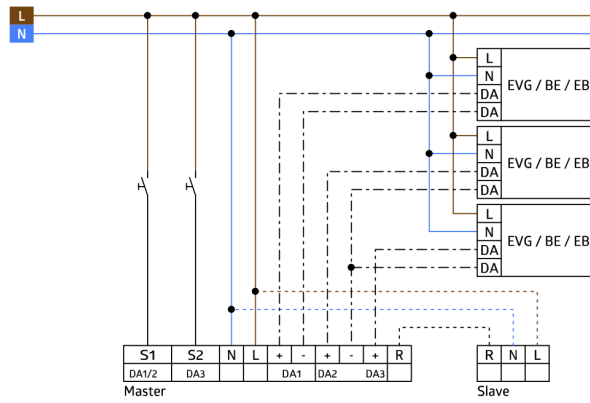 L
N
L
N
DA
DA
EVG / BE / EB
L
N
DA
DA
EVG / BE / EB
L
N
DA
DA
EVG / BE / EB
S1 S2 N L + - + - + R
DA1/2 DA3 DA1 DA2 DA3
Master
R N L
Slave